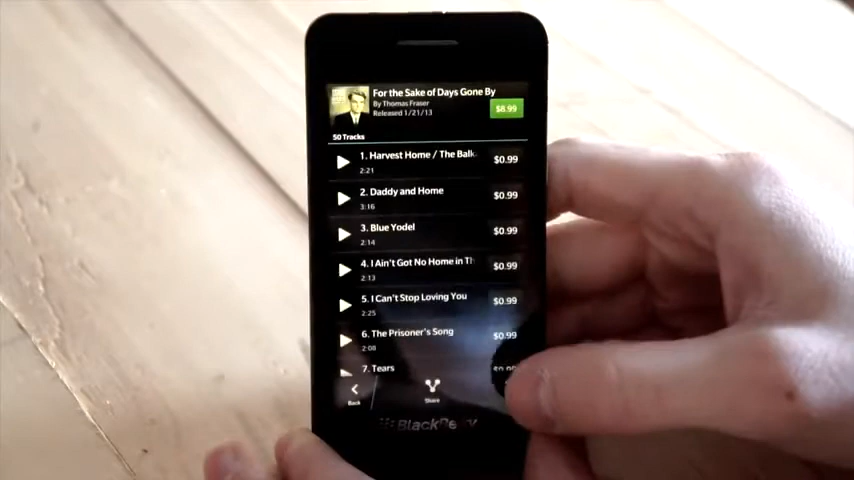 For the Sake of Days Gone By
By Thomas Fraser
Released 1/21/13
$8.99
50 Tracks
1. Harvest Home / The Balk
2:21
$0.99
2. Daddy and Home
3:16
$0.99
3. Blue Yodel
2:14
$0.99
4. I Ain't Got No Home in Th
2:13
$0.99
5. I Can't Stop Loving You
2:25
$0.99
6. The Prisoner's Song
2:08
$0.99
7. Tears
$0.99
Back
Share
BlackBerry